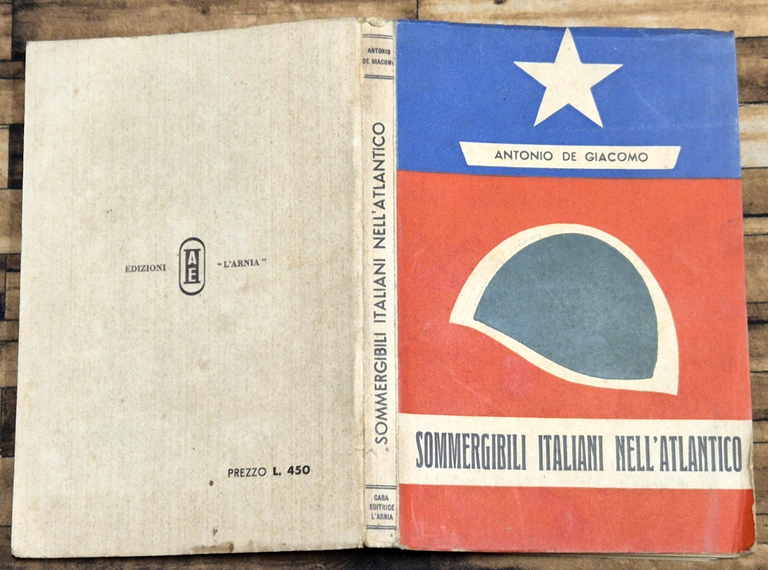 EDIZIONI AE "L'ARNIA"
PREZZO L. 450
ANTONIO
DE GIACOMO
SOMMERGIBILI ITALIANI NELL'ATLANTICO
CASA
EDITRICE
L'ARNIA
ANTONIO DE GIACOMO
SOMMERGIBILI ITALIANI NELL'ATLANTICO